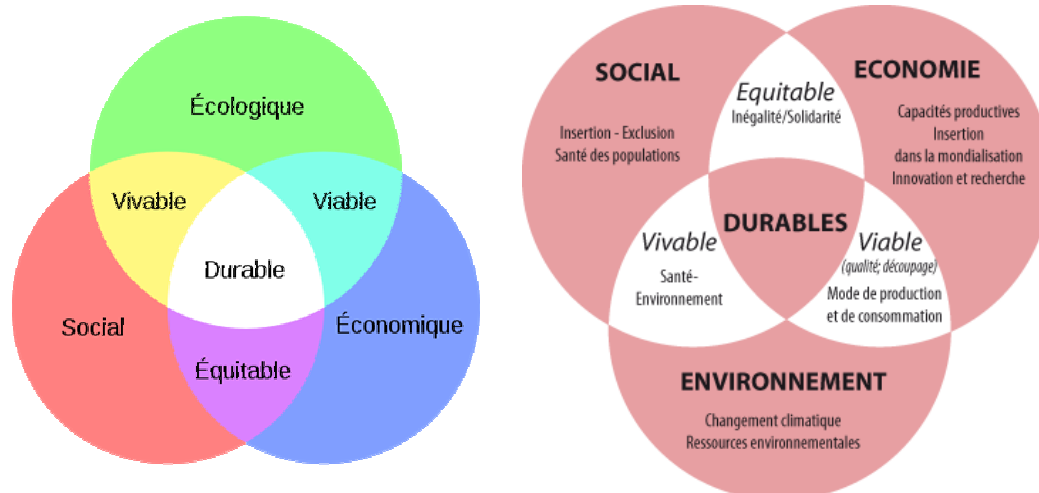 Écologique
Vivable
Viable
Durable
Social
Économique
Équitable
SOCIAL
Insertion - Exclusion
Santé des populations
Equitable
Inégalité/Solidarité
ECONOMIE
Capacités productives
Insertion
dans la mondialisation
Innovation et recherche
DURABLES
Vivable
Santé-
Environnement
Viable
(qualité; découpage)
Mode de production
et de consommation
ENVIRONNEMENT
Changement climatique
Ressources environnementales